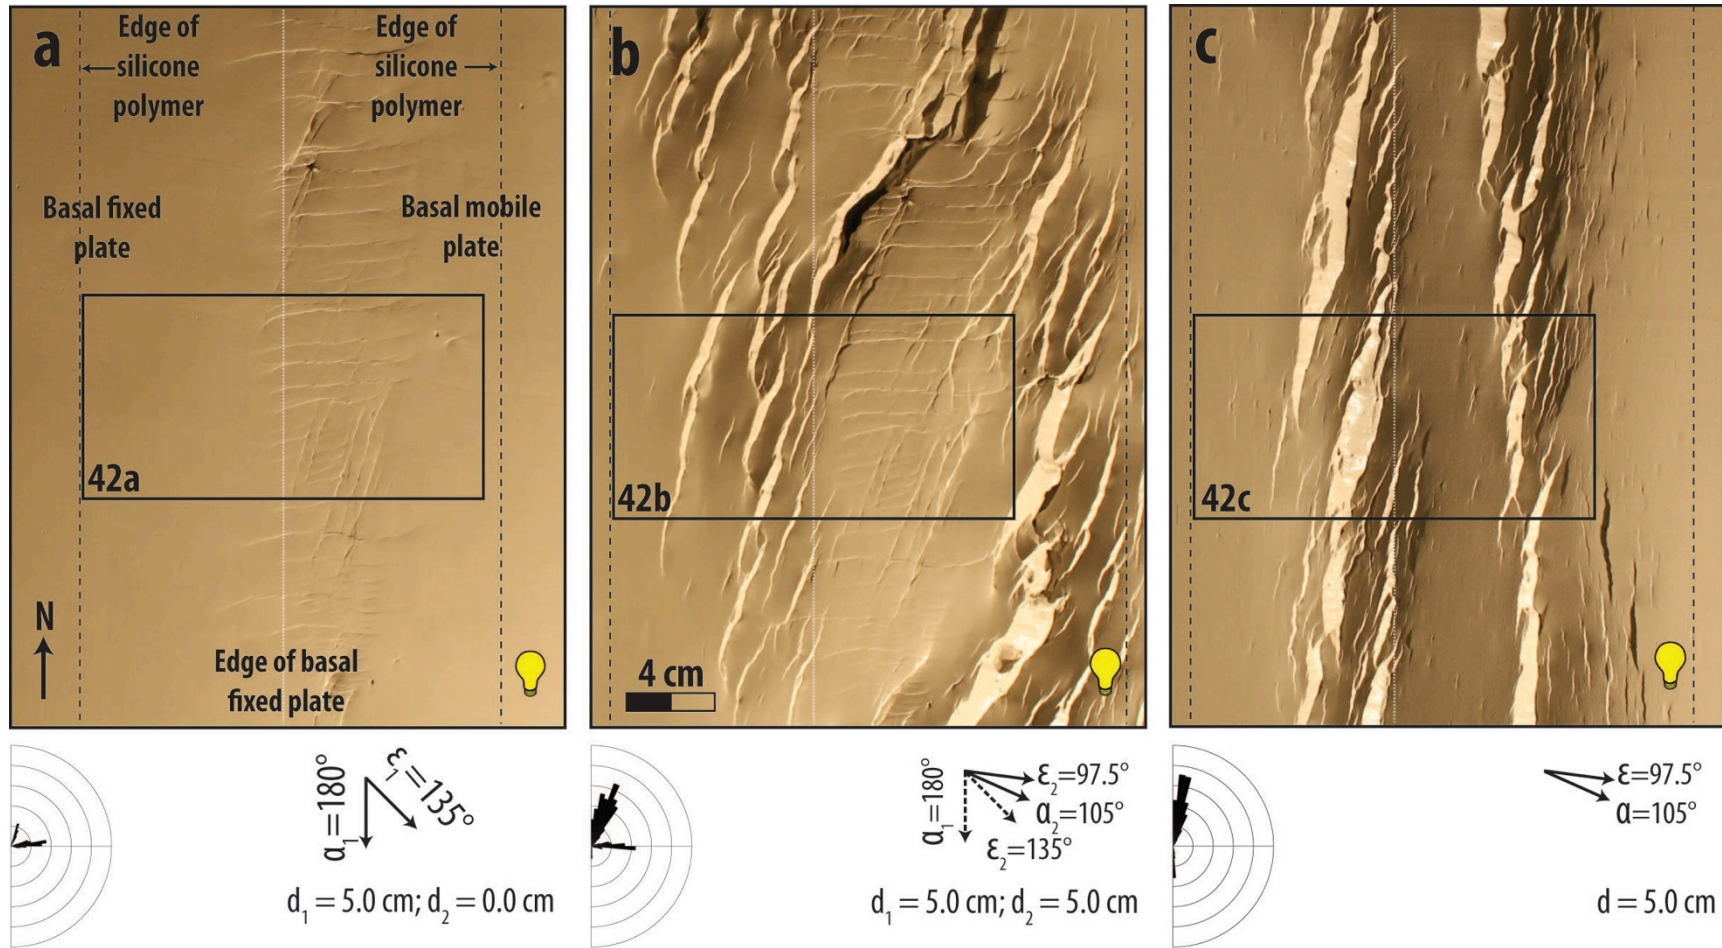 a
Edge of
silicone
polymer
Edge of
silicone
polymer
Basal fixed
plate
Basal mobile
plate
42a
N
Edge of basal
fixed plate
α₁=180°
ε₁=135°
d₁ = 5.0 cm; d₂ = 0.0 cm
b
42b
4 cm
α₁=180°
ε₂=97.5°
α₂=105°
ε₂=135°
d₁ = 5.0 cm; d₂ = 5.0 cm
c
42c
ε=97.5°
α=105°
d = 5.0 cm